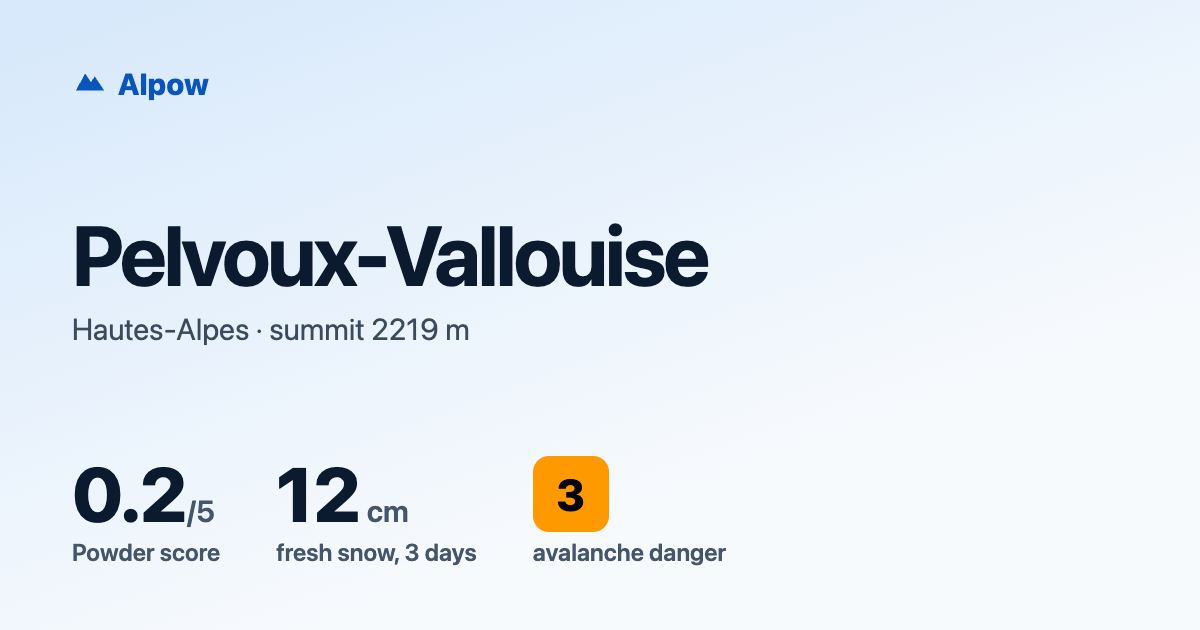 Alpow
Pelvoux-Vallouise
Hautes-Alpes · summit 2219 m
0.2/5 12 cm 3
Powder score fresh snow, 3 days avalanche danger